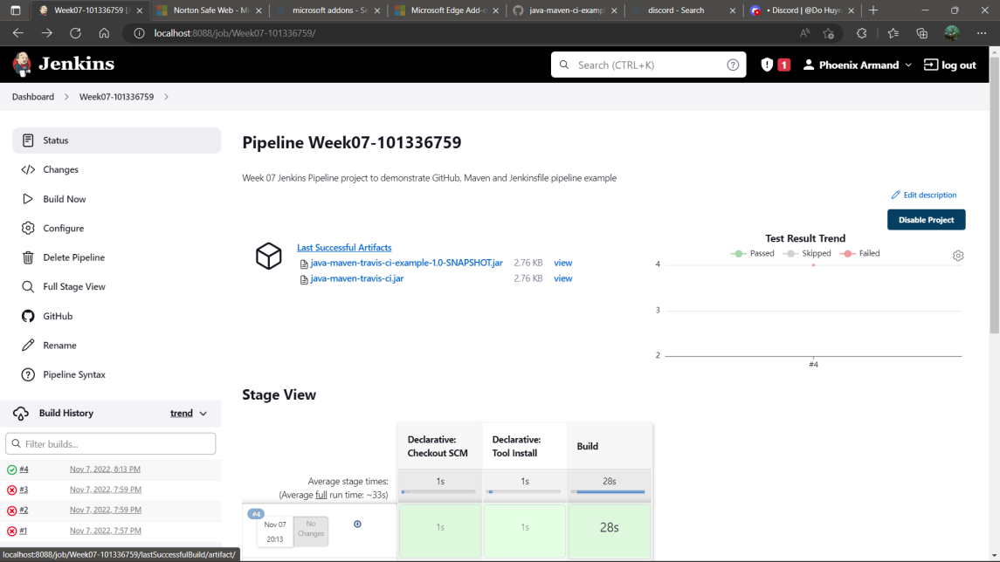 Week07-101336759 [J
Norton Safe Web - Mi
microsoft addons - Se
Microsoft Edge Add-o
java-maven-ci-examp
discord - Search
• Discord | @Do Huyn
localhost:8088/job/Week07-101336759/
Jenkins
Search (CTRL+K)
1
Phoenix Armand
log out
Dashboard
Week07-101336759
Status
Changes
Build Now
Configure
Delete Pipeline
Full Stage View
GitHub
Rename
Pipeline Syntax
Build History
trend
Filter builds...
#4 Nov 7, 2022, 8:13 PM
#3 Nov 7, 2022, 7:59 PM
#2 Nov 7, 2022, 7:59 PM
#1 Nov 7, 2022, 7:57 PM
localhost:8088/job/Week07-101336759/lastSuccessfulBuild/artifact/
Pipeline Week07-101336759
Week 07 Jenkins Pipeline project to demonstrate GitHub, Maven and Jenkinsfile pipeline example
Edit description
Disable Project
Last Successful Artifacts
java-maven-travis-ci-example-1.0-SNAPSHOT.jar 2.76 KB view
java-maven-travis-ci.jar 2.76 KB view
Test Result Trend
Passed Skipped Failed
4
3
2
#4
Stage View
Declarative: Checkout SCM
Declarative: Tool Install
Build
Average stage times: 1s 1s 28s
(Average full run time: ~33s)
#4
Nov 07
20:13
No Changes
1s 1s 28s